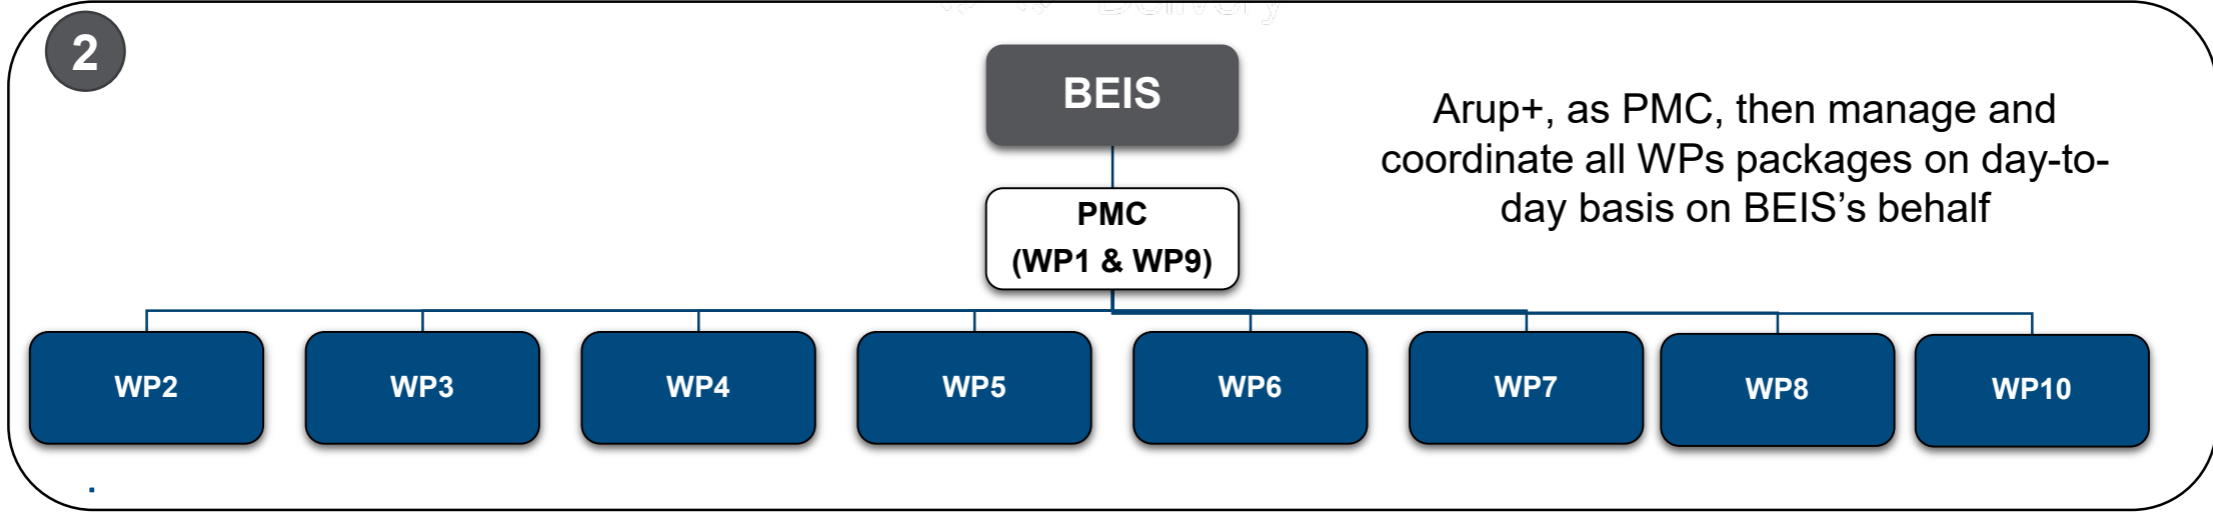 2
BEIS
Arup+, as PMC, then manage and
coordinate all WPs packages on day-to-
day basis on BEIS’s behalf
PMC
(WP1 & WP9)
WP2
WP3
WP4
WP5
WP6
WP7
WP8
WP10
.